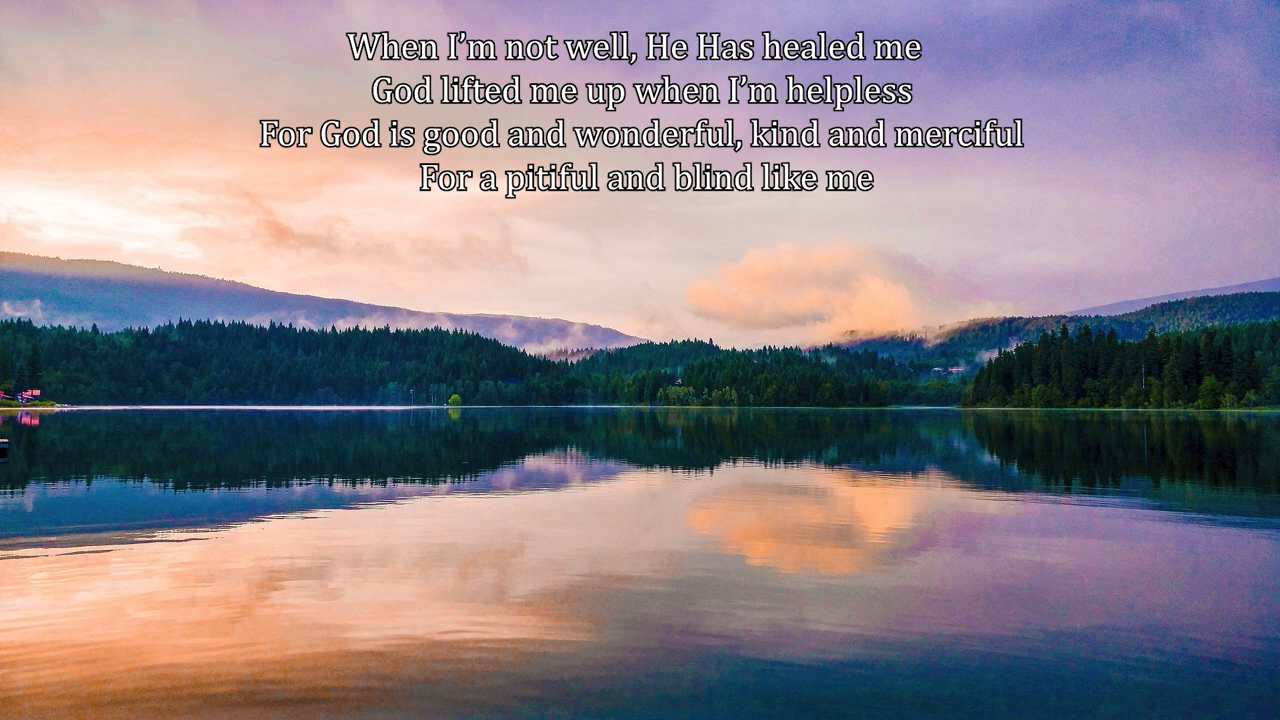 When I’m not well, He Has healed me
God lifted me up when I’m helpless
For God is good and wonderful, kind and merciful
For a pitiful and blind like me